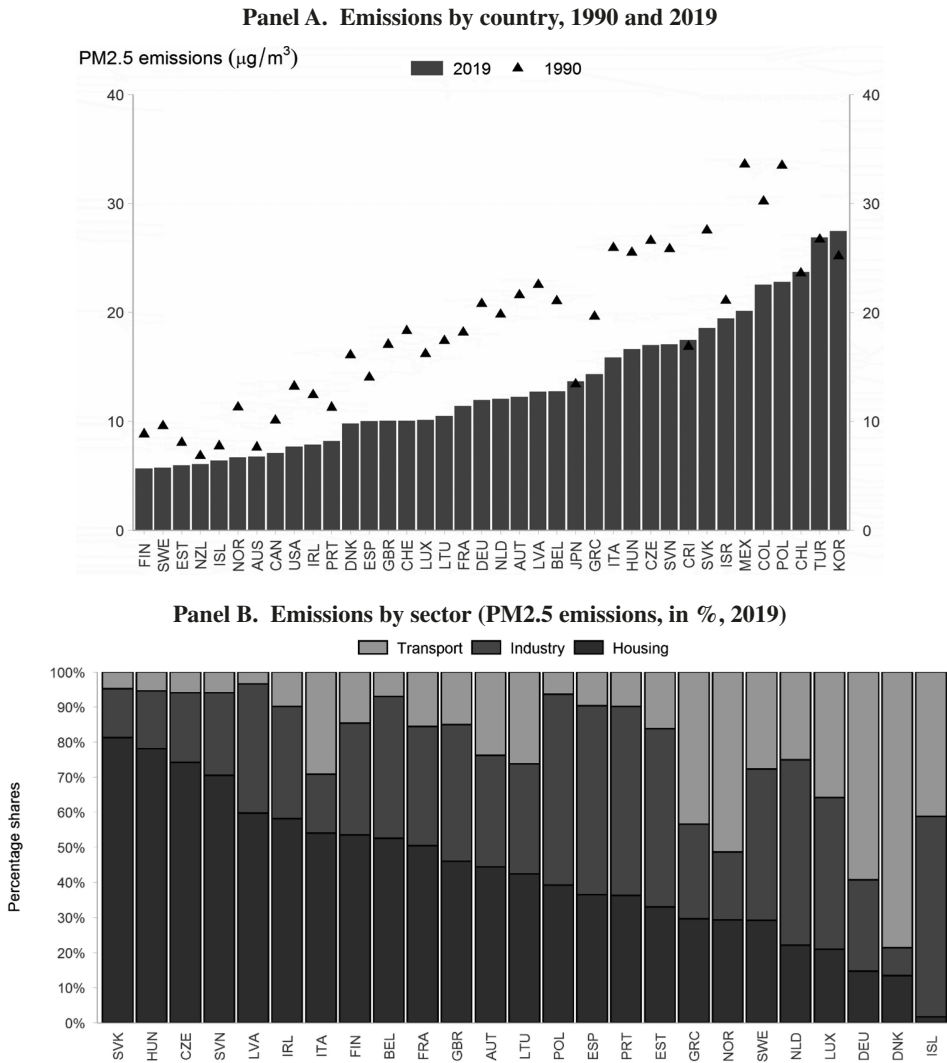 Panel A. Emissions by country, 1990 and 2019
PM2.5 emissions (μg/m³)
2019 1990
40 40
30 30
20 20
10 10
0 0
FIN SWE EST NZL ISL NOR AUS CAN USA IRL PRT DNK ESP GBR CHE LUX LTU FRA DEU NLD AUT LVA BEL JPN GRC ITA HUN CZE SVN CRI SVK ISR MEX COL POL CHL TUR KOR
Panel B. Emissions by sector (PM2.5 emissions, in %, 2019)
Transport Industry Housing
Percentage shares
100%
90%
80%
70%
60%
50%
40%
30%
20%
10%
0%
SVK HUN CZE SVN LVA IRL ITA FIN BEL FRA GBR AUT LTU POL ESP PRT EST GRC NOR SWE NLD LUX DEU DNK ISL